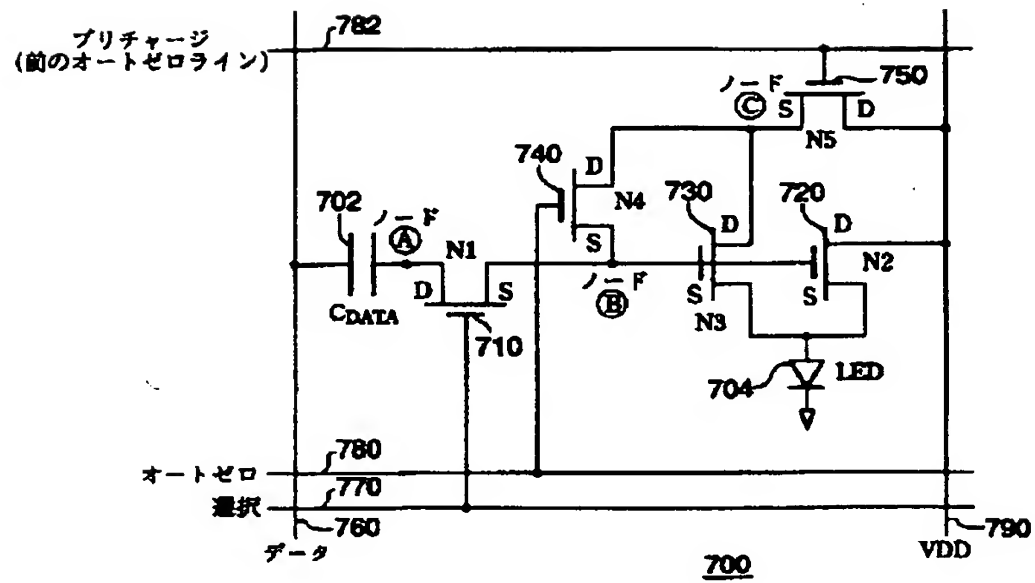 プリチャージ
(前のオートゼロライン)
782
750
ノード
Ⓒ
S
D
N5
740
D
N4
S
730
D
S
N3
720
D
N2
S
702
ノード
Ⓐ
N1
D
S
CDATA
710
ノード
Ⓑ
704
LED
オートゼロ
780
選択
770
760
データ
790
VDD
700